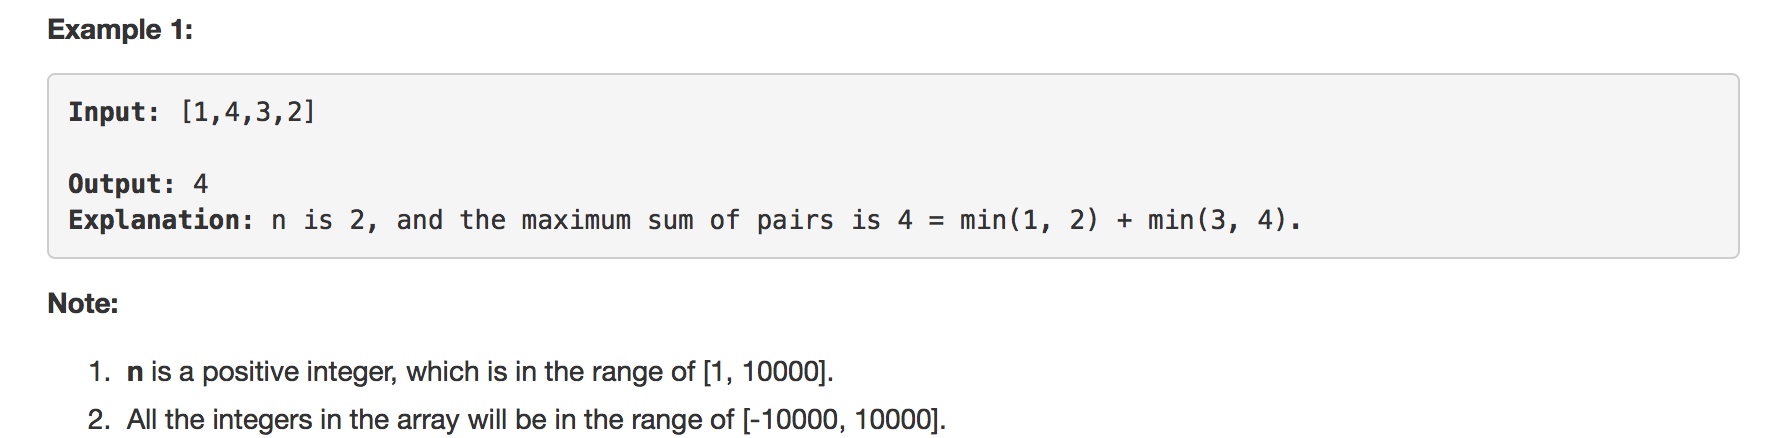 Example 1:
Input: [1,4,3,2]
Output: 4
Explanation: n is 2, and the maximum sum of pairs is 4 = min(1, 2) + min(3, 4).
Note:
1. n is a positive integer, which is in the range of [1, 10000].
2. All the integers in the array will be in the range of [-10000, 10000].